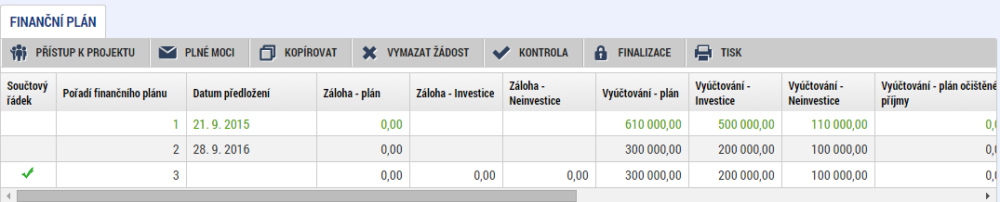 FINANČNÍ PLÁN
PŘÍSTUP K PROJEKTU PLNÉ MOCI KOPÍROVAT VYMAZAT ŽÁDOST KONTROLA FINALIZACE TISK
Součtový řádek Pořadí finančního plánu Datum předložení Záloha - plán Záloha - Investice Záloha - Neinvestice Vyúčtování - plán Vyúčtování - Investice Vyúčtování - Neinvestice Vyúčtování - plán očištěné příjmy
1 21. 9. 2015 0,00 610 000,00 500 000,00 110 000,00 0,0
2 28. 9. 2016 0,00 300 000,00 200 000,00 100 000,00 0,0
3 0,00 0,00 0,00 300 000,00 200 000,00 100 000,00 0,0